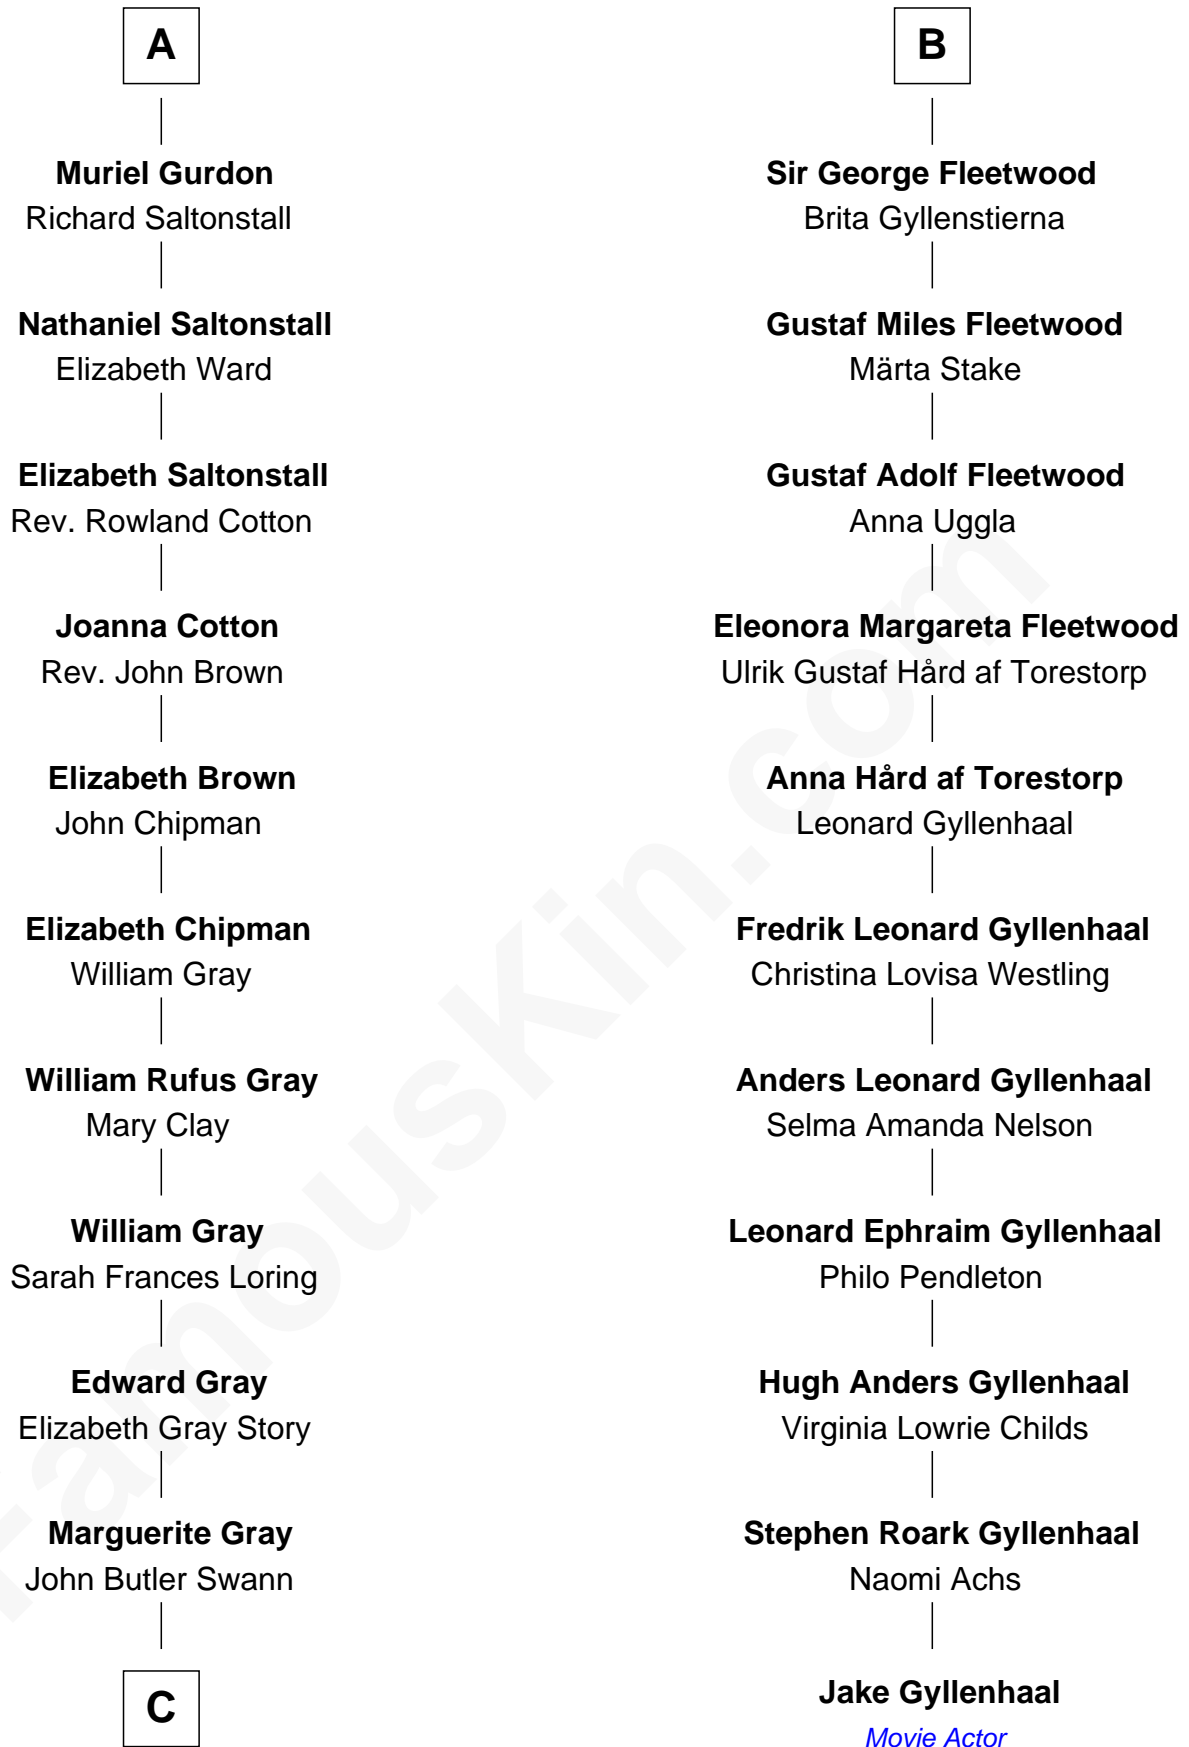 A
Muriel Gurdon
Richard Saltonstall
Nathaniel Saltonstall
Elizabeth Ward
Elizabeth Saltonstall
Rev. Rowland Cotton
Joanna Cotton
Rev. John Brown
Elizabeth Brown
John Chipman
Elizabeth Chipman
William Gray
William Rufus Gray
Mary Clay
William Gray
Sarah Frances Loring
Edward Gray
Elizabeth Gray Story
Marguerite Gray
John Butler Swann
C
B
Sir George Fleetwood
Brita Gyllenstierna
Gustaf Miles Fleetwood
Märta Stake
Gustaf Adolf Fleetwood
Anna Uggla
Eleonora Margareta Fleetwood
Ulrik Gustaf Hård af Torestorp
Anna Hård af Torestorp
Leonard Gyllenhaal
Fredrik Leonard Gyllenhaal
Christina Lovisa Westling
Anders Leonard Gyllenhaal
Selma Amanda Nelson
Leonard Ephraim Gyllenhaal
Philo Pendleton
Hugh Anders Gyllenhaal
Virginia Lowrie Childs
Stephen Roark Gyllenhaal
Naomi Achs
Jake Gyllenhaal
Movie Actor
FamousKin.com